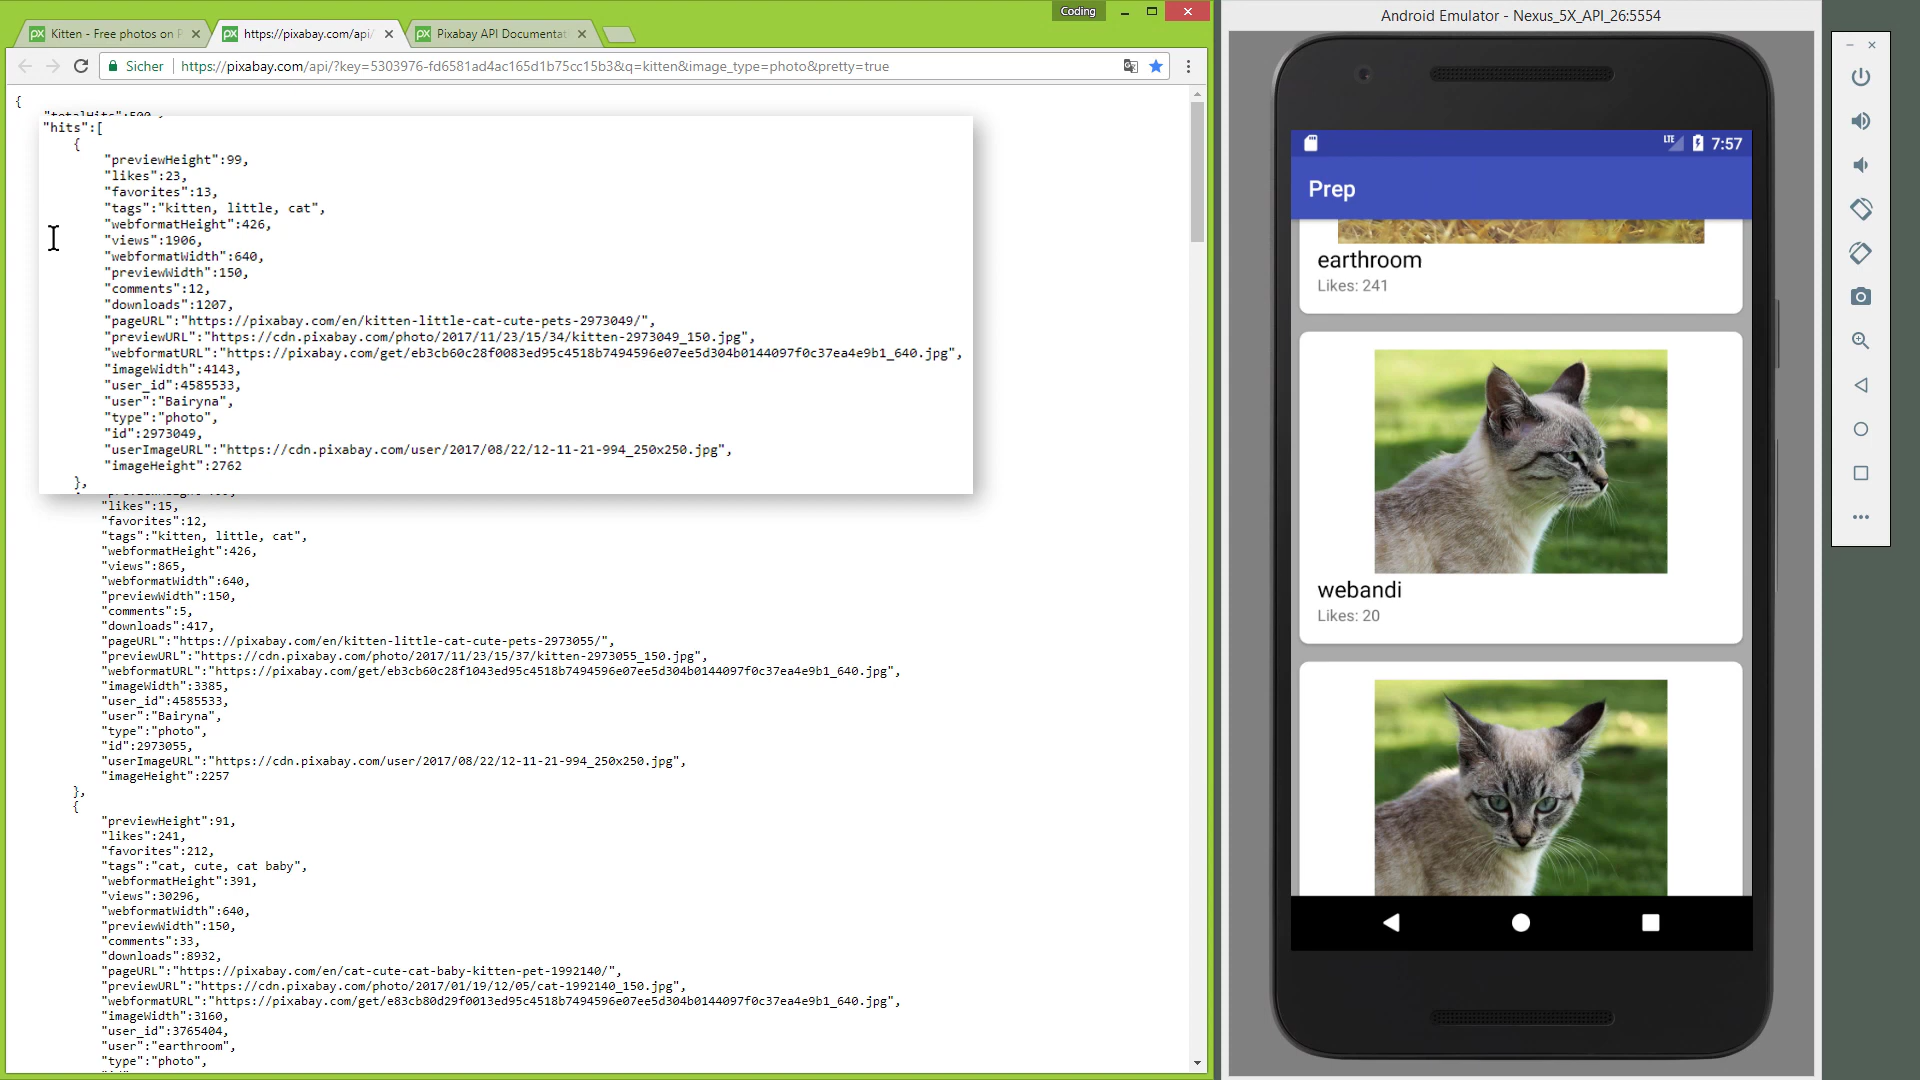 Coding
Kitten - Free photos on P
https://pixabay.com/api/
Pixabay API Documentat
Sicher
https://pixabay.com/api/?key=5303976-fd6581ad4ac165d1b75cc15b3&q=kitten&image_type=photo&pretty=true
{
"totalHits":500,
"hits":[
{
"previewHeight":99,
"likes":23,
"favorites":13,
"tags":"kitten, little, cat",
"webformatHeight":426,
"views":1906,
"webformatWidth":640,
"previewWidth":150,
"comments":12,
"downloads":1207,
"pageURL":"https://pixabay.com/en/kitten-little-cat-cute-pets-2973049/",
"previewURL":"https://cdn.pixabay.com/photo/2017/11/23/15/34/kitten-2973049_150.jpg",
"webformatURL":"https://pixabay.com/get/eb3cb60c28f0083ed95c4518b7494596e07ee5d304b0144097f0c37ea4e9b1_640.jpg",
"imageWidth":4143,
"user_id":4585533,
"user":"Bairyna",
"type":"photo",
"id":2973049,
"userImageURL":"https://cdn.pixabay.com/user/2017/08/22/12-11-21-994_250x250.jpg",
"imageHeight":2762
},
"likes":15,
"favorites":12,
"tags":"kitten, little, cat",
"webformatHeight":426,
"views":865,
"webformatWidth":640,
"previewWidth":150,
"comments":5,
"downloads":417,
"pageURL":"https://pixabay.com/en/kitten-little-cat-cute-pets-2973055/",
"previewURL":"https://cdn.pixabay.com/photo/2017/11/23/15/37/kitten-2973055_150.jpg",
"webformatURL":"https://pixabay.com/get/eb3cb60c28f1043ed95c4518b7494596e07ee5d304b0144097f0c37ea4e9b1_640.jpg",
"imageWidth":3385,
"user_id":4585533,
"user":"Bairyna",
"type":"photo",
"id":2973055,
"userImageURL":"https://cdn.pixabay.com/user/2017/08/22/12-11-21-994_250x250.jpg",
"imageHeight":2257
},
{
"previewHeight":91,
"likes":241,
"favorites":212,
"tags":"cat, cute, cat baby",
"webformatHeight":391,
"views":30296,
"webformatWidth":640,
"previewWidth":150,
"comments":33,
"downloads":8932,
"pageURL":"https://pixabay.com/en/cat-cute-cat-baby-kitten-pet-1992140/",
"previewURL":"https://cdn.pixabay.com/photo/2017/01/19/12/05/cat-1992140_150.jpg",
"webformatURL":"https://pixabay.com/get/e83cb80d29f0013ed95c4518b7494596e07ee5d304b0144097f0c37ea4e9b1_640.jpg",
"imageWidth":3160,
"user_id":3765404,
"user":"earthroom",
"type":"photo",
Android Emulator - Nexus_5X_API_26:5554
LTE
7:57
Prep
earthroom
Likes: 241
webandi
Likes: 20